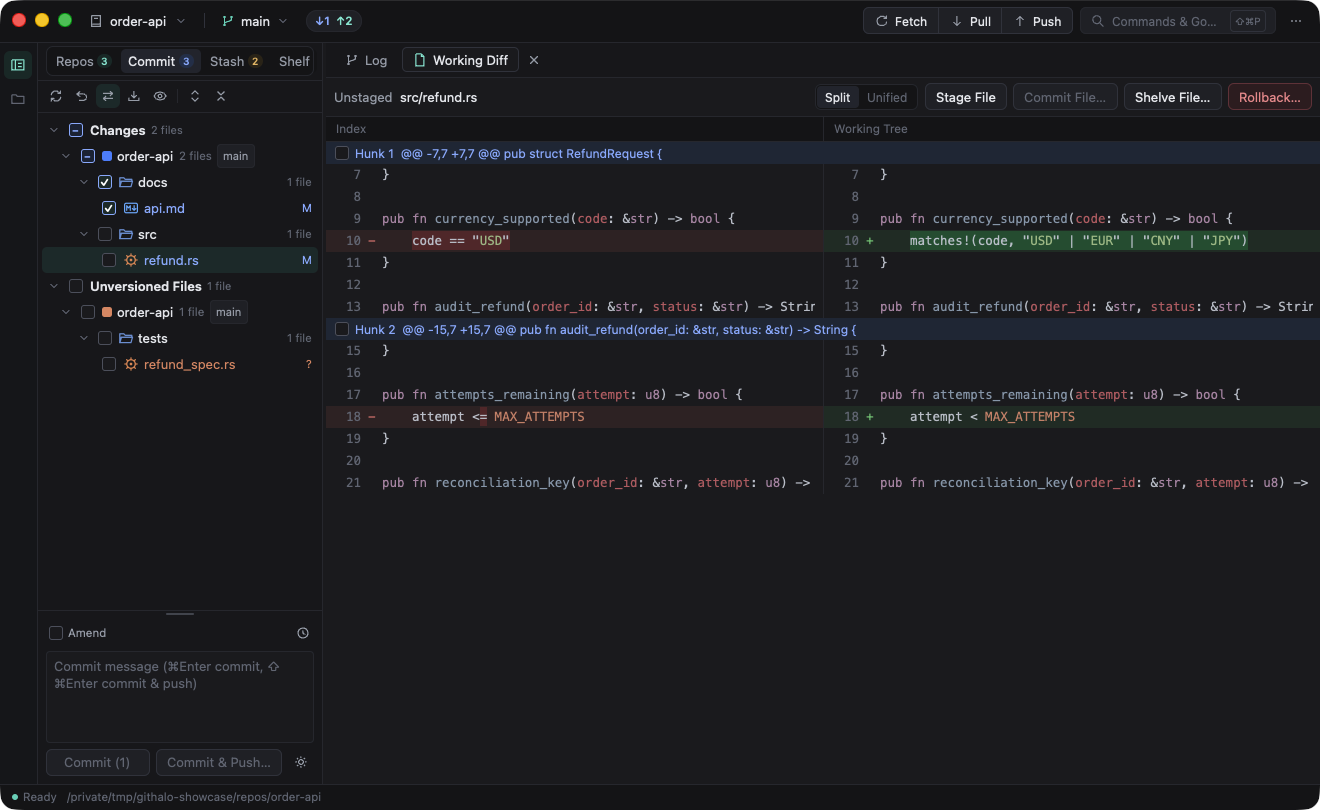 order-api main ↓1 ↑2 Fetch Pull Push Commands & Go... ⇧⌘P ...
Repos 3 Commit 3 Stash 2 Shelf
Log Working Diff
Unstaged src/refund.rs Split Unified Stage File Commit File... Shelve File... Rollback...
Changes 2 files
order-api 2 files main
docs 1 file
api.md M
src 1 file
refund.rs M
Unversioned Files 1 file
order-api 1 file main
tests 1 file
refund_spec.rs ?
Index
Hunk 1 @@ -7,7 +7,7 @@ pub struct RefundRequest {
7 }
8
9 pub fn currency_supported(code: &str) -> bool {
10 − code == "USD"
11 }
12
13 pub fn audit_refund(order_id: &str, status: &str) -> Strin
Hunk 2 @@ -15,7 +15,7 @@ pub fn audit_refund(order_id: &str, status: &str) -> String {
15 }
16
17 pub fn attempts_remaining(attempt: u8) -> bool {
18 − attempt <= MAX_ATTEMPTS
19 }
20
21 pub fn reconciliation_key(order_id: &str, attempt: u8) ->
Working Tree
7 }
8
9 pub fn currency_supported(code: &str) -> bool {
10 + matches!(code, "USD" | "EUR" | "CNY" | "JPY")
11 }
12
13 pub fn audit_refund(order_id: &str, status: &str) -> Strin
15 }
16
17 pub fn attempts_remaining(attempt: u8) -> bool {
18 + attempt < MAX_ATTEMPTS
19 }
20
21 pub fn reconciliation_key(order_id: &str, attempt: u8) ->
Amend
Commit message (⌘Enter commit, ⇧
⌘Enter commit & push)
Commit (1) Commit & Push...
Ready /private/tmp/githalo-showcase/repos/order-api